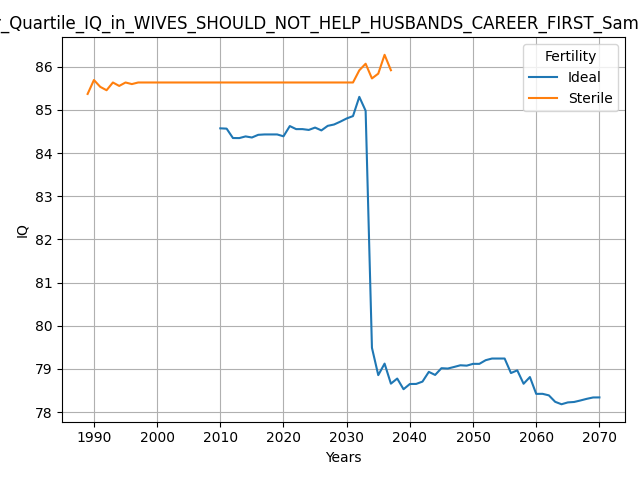 _Quartile_IQ_in_WIVES_SHOULD_NOT_HELP_HUSBANDS_CAREER_FIRST_Sam
Fertility
Ideal
Sterile
IQ
86
85
84
83
82
81
80
79
78
1990 2000 2010 2020 2030 2040 2050 2060 2070
Years